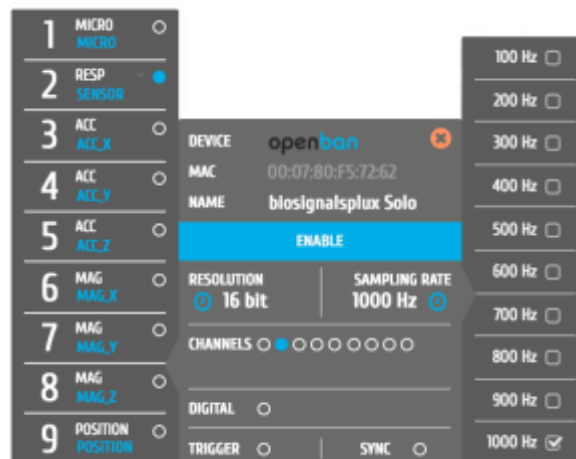 1 MICRO
MICRO
2 RESP
SENSOR
3 ACC
ACC_X
4 ACC
ACC_Y
5 ACC
ACC_Z
6 MAG
MAG_X
7 MAG
MAG_Y
8 MAG
MAG_Z
9 POSITION
POSITION
DEVICE openban
MAC 00:07:80:F5:72:62
NAME biosignalsplux Solo
ENABLE
RESOLUTION SAMPLING RATE
16 bit 1000 Hz
CHANNELS
DIGITAL
TRIGGER SYNC
100 Hz
200 Hz
300 Hz
400 Hz
500 Hz
600 Hz
700 Hz
800 Hz
900 Hz
1000 Hz